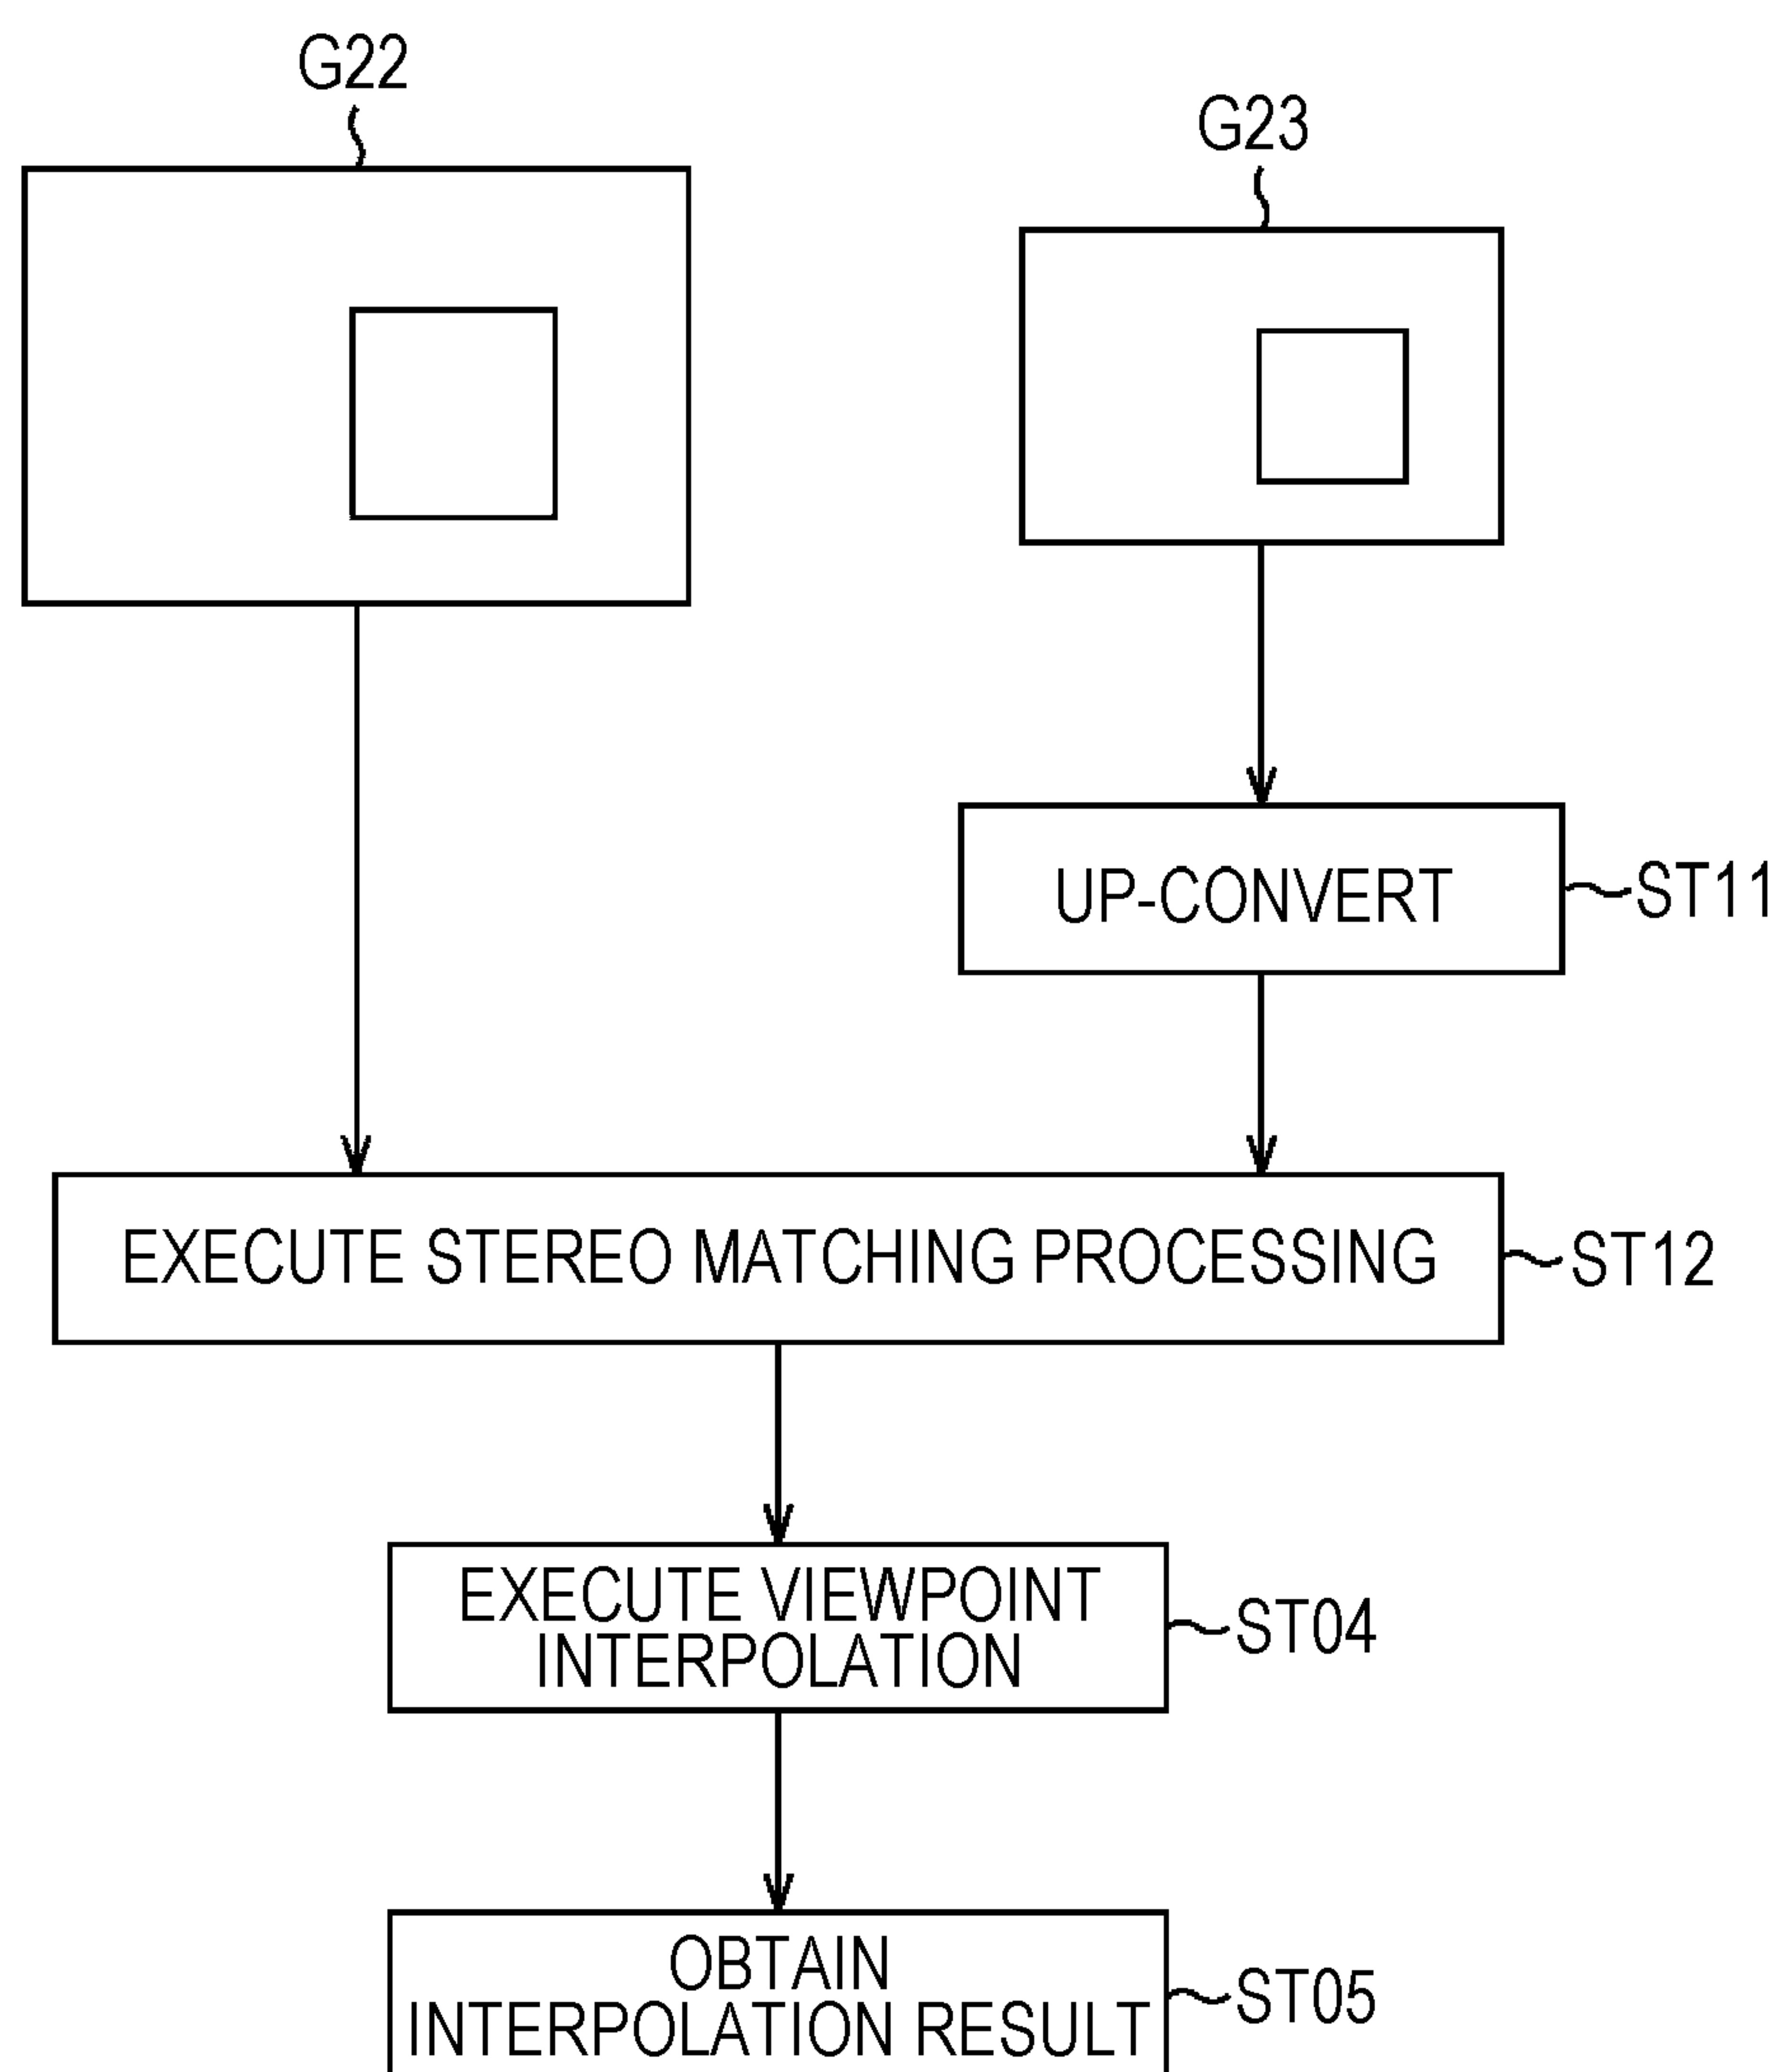 G22
G23
UP-CONVERT
ST11
EXECUTE STEREO MATCHING PROCESSING
ST12
EXECUTE VIEWPOINT
INTERPOLATION
ST04
OBTAIN
INTERPOLATION RESULT
ST05